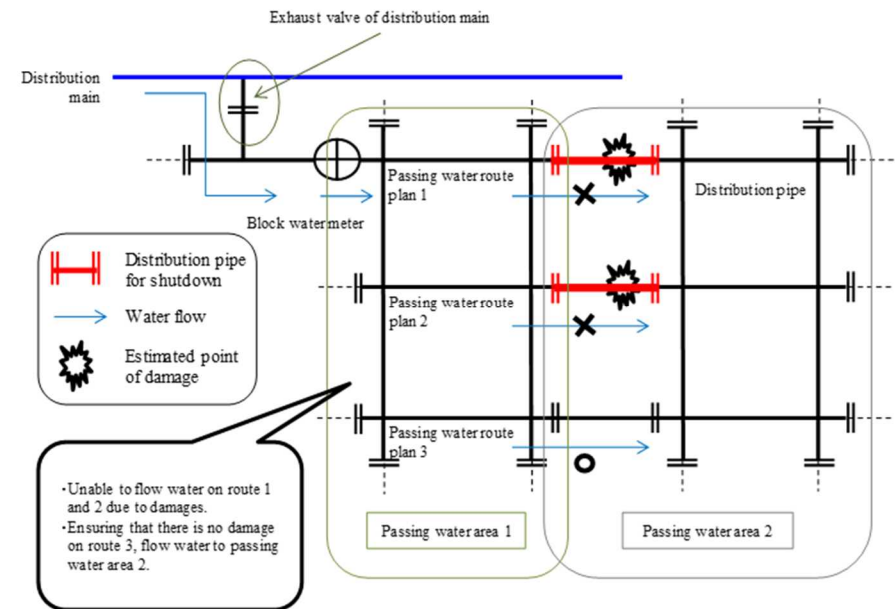 Exhaust valve of distribution main
Distribution
main
Passing water route
plan 1
Distribution pipe
Block watermeter
Distribution pipe
for shutdown
Water flow
Estimated point
of damage
Passing water route
plan 2
Passing water route
plan 3
・Unable to flow water on route 1
and 2 due to damages.
・Ensuring that there is no damage
on route 3, flow water to passing
water area 2.
Passing water area 1
Passing water area 2